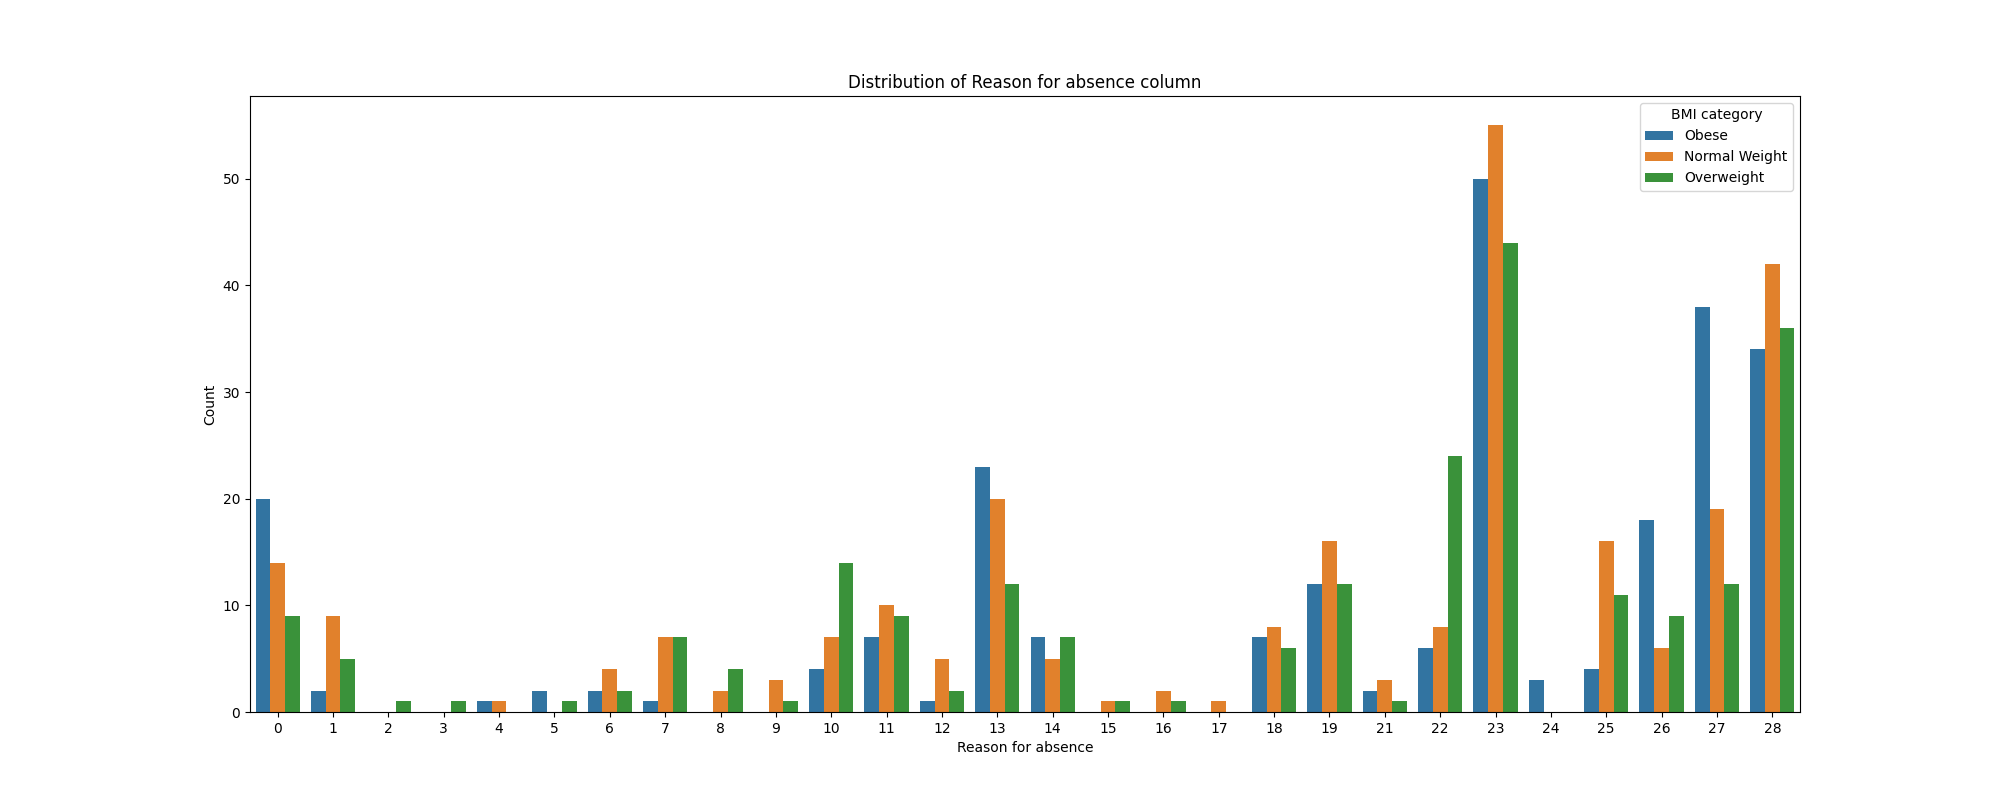 Distribution of Reason for absence column
BMI category
Obese
Normal Weight
Overweight
Count
50
40
30
20
10
0
0 1 2 3 4 5 6 7 8 9 10 11 12 13 14 15 16 17 18 19 21 22 23 24 25 26 27 28
Reason for absence